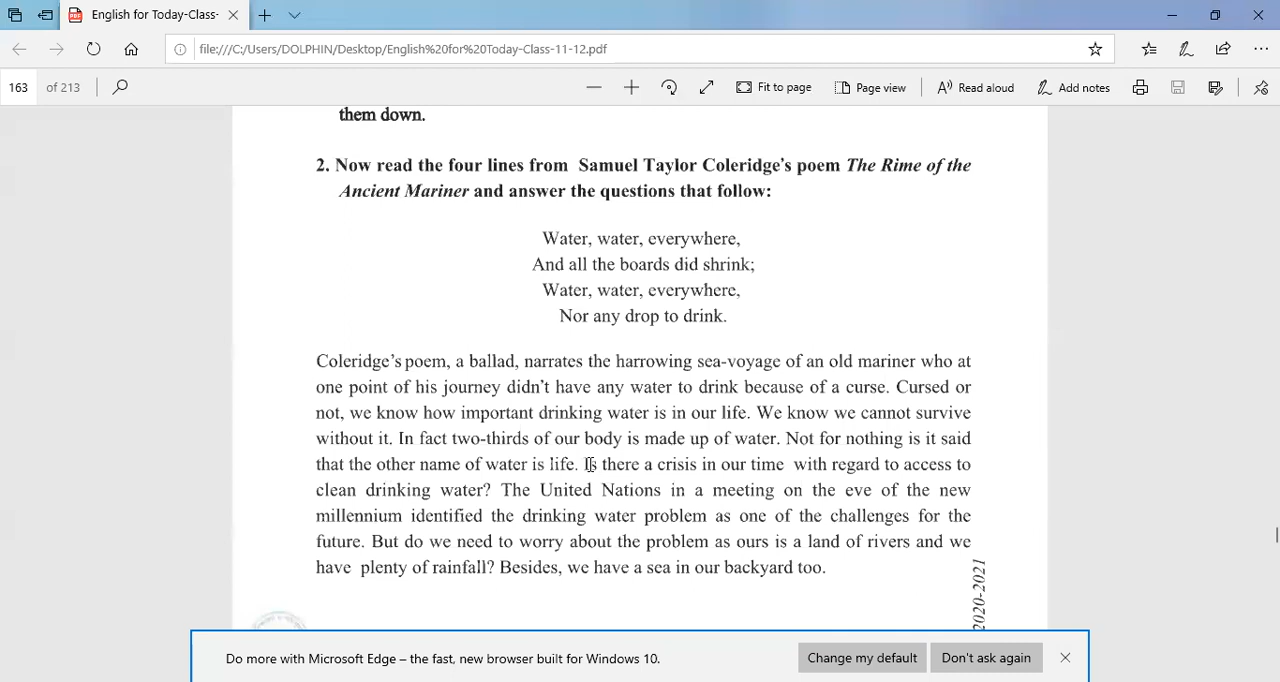 English for Today-Class-
file:///C:/Users/DOLPHIN/Desktop/English%20for%20Today-Class-11-12.pdf
163 of 213 Fit to page Page view Read aloud Add notes
them down.
2. Now read the four lines from Samuel Taylor Coleridge's poem The Rime of the
Ancient Mariner and answer the questions that follow:
Water, water, everywhere,
And all the boards did shrink;
Water, water, everywhere,
Nor any drop to drink.
Coleridge's poem, a ballad, narrates the harrowing sea-voyage of an old mariner who at
one point of his journey didn't have any water to drink because of a curse. Cursed or
not, we know how important drinking water is in our life. We know we cannot survive
without it. In fact two-thirds of our body is made up of water. Not for nothing is it said
that the other name of water is life. Is there a crisis in our time with regard to access to
clean drinking water? The United Nations in a meeting on the eve of the new
millennium identified the drinking water problem as one of the challenges for the
future. But do we need to worry about the problem as ours is a land of rivers and we
have plenty of rainfall? Besides, we have a sea in our backyard too.
2020-2021
Do more with Microsoft Edge – the fast, new browser built for Windows 10. Change my default Don't ask again